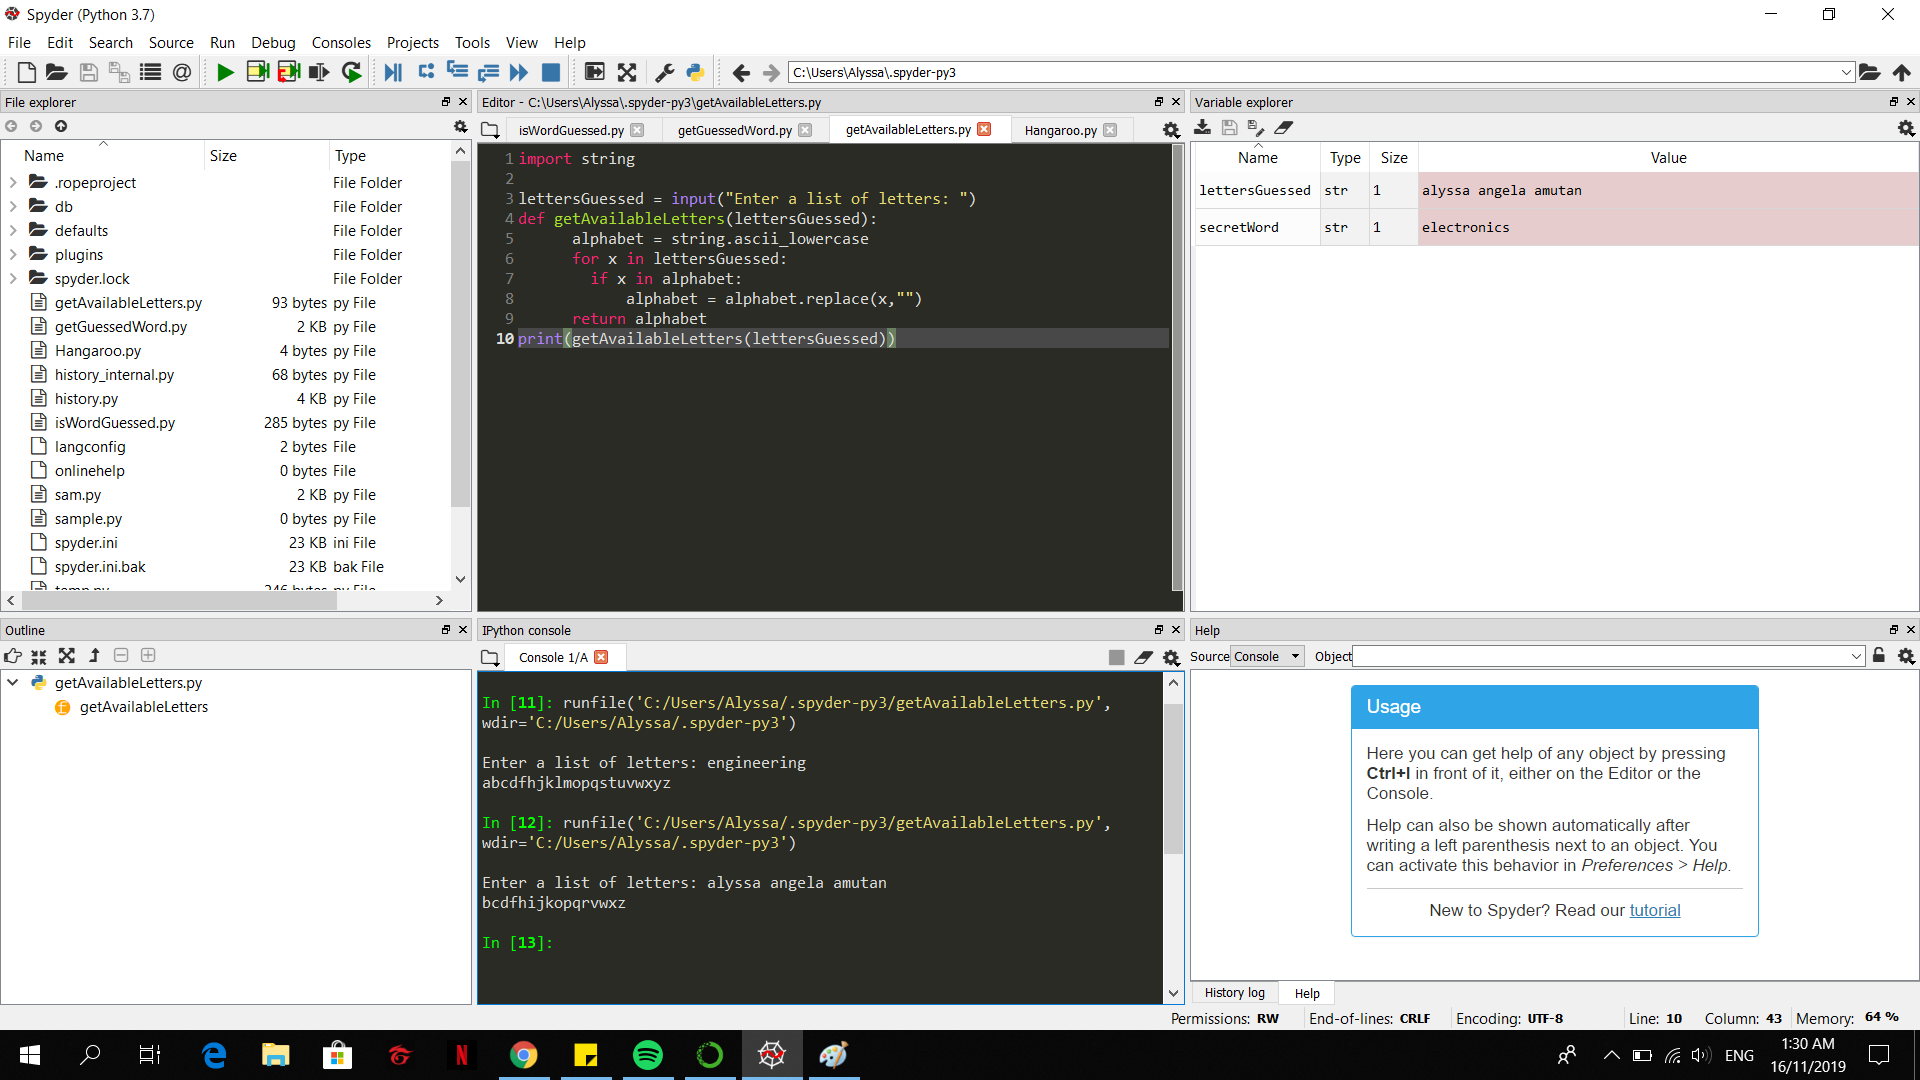 Spyder (Python 3.7)
File Edit Search Source Run Debug Consoles Projects Tools View Help
C:\Users\Alyssa\.spyder-py3
File explorer
Name Size Type
.ropeproject File Folder
db File Folder
defaults File Folder
plugins File Folder
spyder.lock File Folder
getAvailableLetters.py 93 bytes py File
getGuessedWord.py 2 KB py File
Hangaroo.py 4 bytes py File
history_internal.py 68 bytes py File
history.py 4 KB py File
isWordGuessed.py 285 bytes py File
langconfig 2 bytes File
onlinehelp 0 bytes File
sam.py 2 KB py File
sample.py 0 bytes py File
spyder.ini 23 KB ini File
spyder.ini.bak 23 KB bak File
Editor - C:\Users\Alyssa\.spyder-py3\getAvailableLetters.py
isWordGuessed.py getGuessedWord.py getAvailableLetters.py Hangaroo.py
1 import string
2
3 lettersGuessed = input("Enter a list of letters: ")
4 def getAvailableLetters(lettersGuessed):
5 alphabet = string.ascii_lowercase
6 for x in lettersGuessed:
7 if x in alphabet:
8 alphabet = alphabet.replace(x,"")
9 return alphabet
10 print(getAvailableLetters(lettersGuessed))
Variable explorer
Name Type Size Value
lettersGuessed str 1 alyssa angela amutan
secretWord str 1 electronics
Outline
getAvailableLetters.py
getAvailableLetters
IPython console
Console 1/A
In [11]: runfile('C:/Users/Alyssa/.spyder-py3/getAvailableLetters.py',
wdir='C:/Users/Alyssa/.spyder-py3')
Enter a list of letters: engineering
abcdfhjklmopqstuvwxyz
In [12]: runfile('C:/Users/Alyssa/.spyder-py3/getAvailableLetters.py',
wdir='C:/Users/Alyssa/.spyder-py3')
Enter a list of letters: alyssa angela amutan
bcdfhijkopqrvwxz
In [13]:
Help
Source Console Object
Usage
Here you can get help of any object by pressing
Ctrl+I in front of it, either on the Editor or the
Console.
Help can also be shown automatically after
writing a left parenthesis next to an object. You
can activate this behavior in Preferences > Help.
New to Spyder? Read our tutorial
History log Help
Permissions: RW End-of-lines: CRLF Encoding: UTF-8 Line: 10 Column: 43 Memory: 64 %
ENG
1:30 AM
16/11/2019